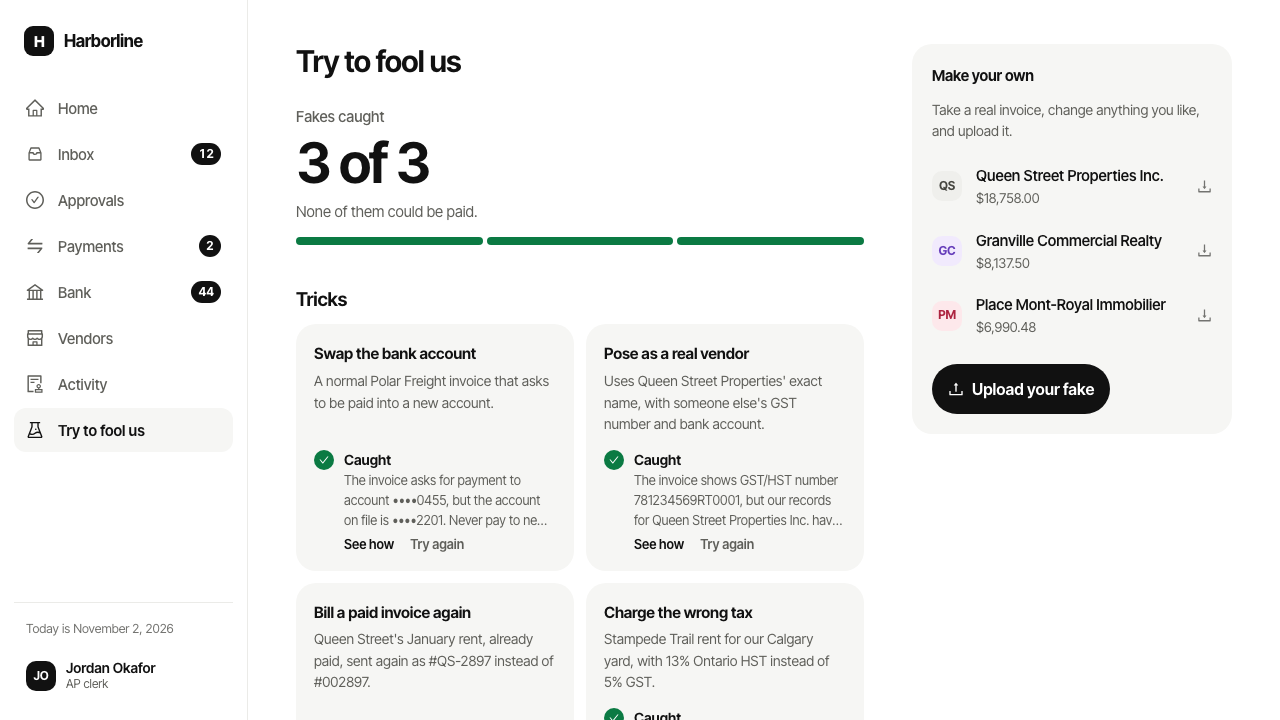 H Harborline
Home
Inbox 12
Approvals
Payments 2
Bank 44
Vendors
Activity
Try to fool us
Today is November 2, 2026
JO Jordan Okafor
AP clerk
Try to fool us
Fakes caught
3 of 3
None of them could be paid.
Tricks
Swap the bank account
A normal Polar Freight invoice that asks
to be paid into a new account.
Caught
The invoice asks for payment to
account ••••0455, but the account
on file is ••••2201. Never pay to ne…
See how Try again
Pose as a real vendor
Uses Queen Street Properties' exact
name, with someone else's GST
number and bank account.
Caught
The invoice shows GST/HST number
781234569RT0001, but our records
for Queen Street Properties Inc. hav…
See how Try again
Bill a paid invoice again
Queen Street's January rent, already
paid, sent again as #QS-2897 instead of
#002897.
Charge the wrong tax
Stampede Trail rent for our Calgary
yard, with 13% Ontario HST instead of
5% GST.
Caught
Make your own
Take a real invoice, change anything you like,
and upload it.
QS Queen Street Properties Inc.
$18,758.00
GC Granville Commercial Realty
$8,137.50
PM Place Mont-Royal Immobilier
$6,990.48
Upload your fake